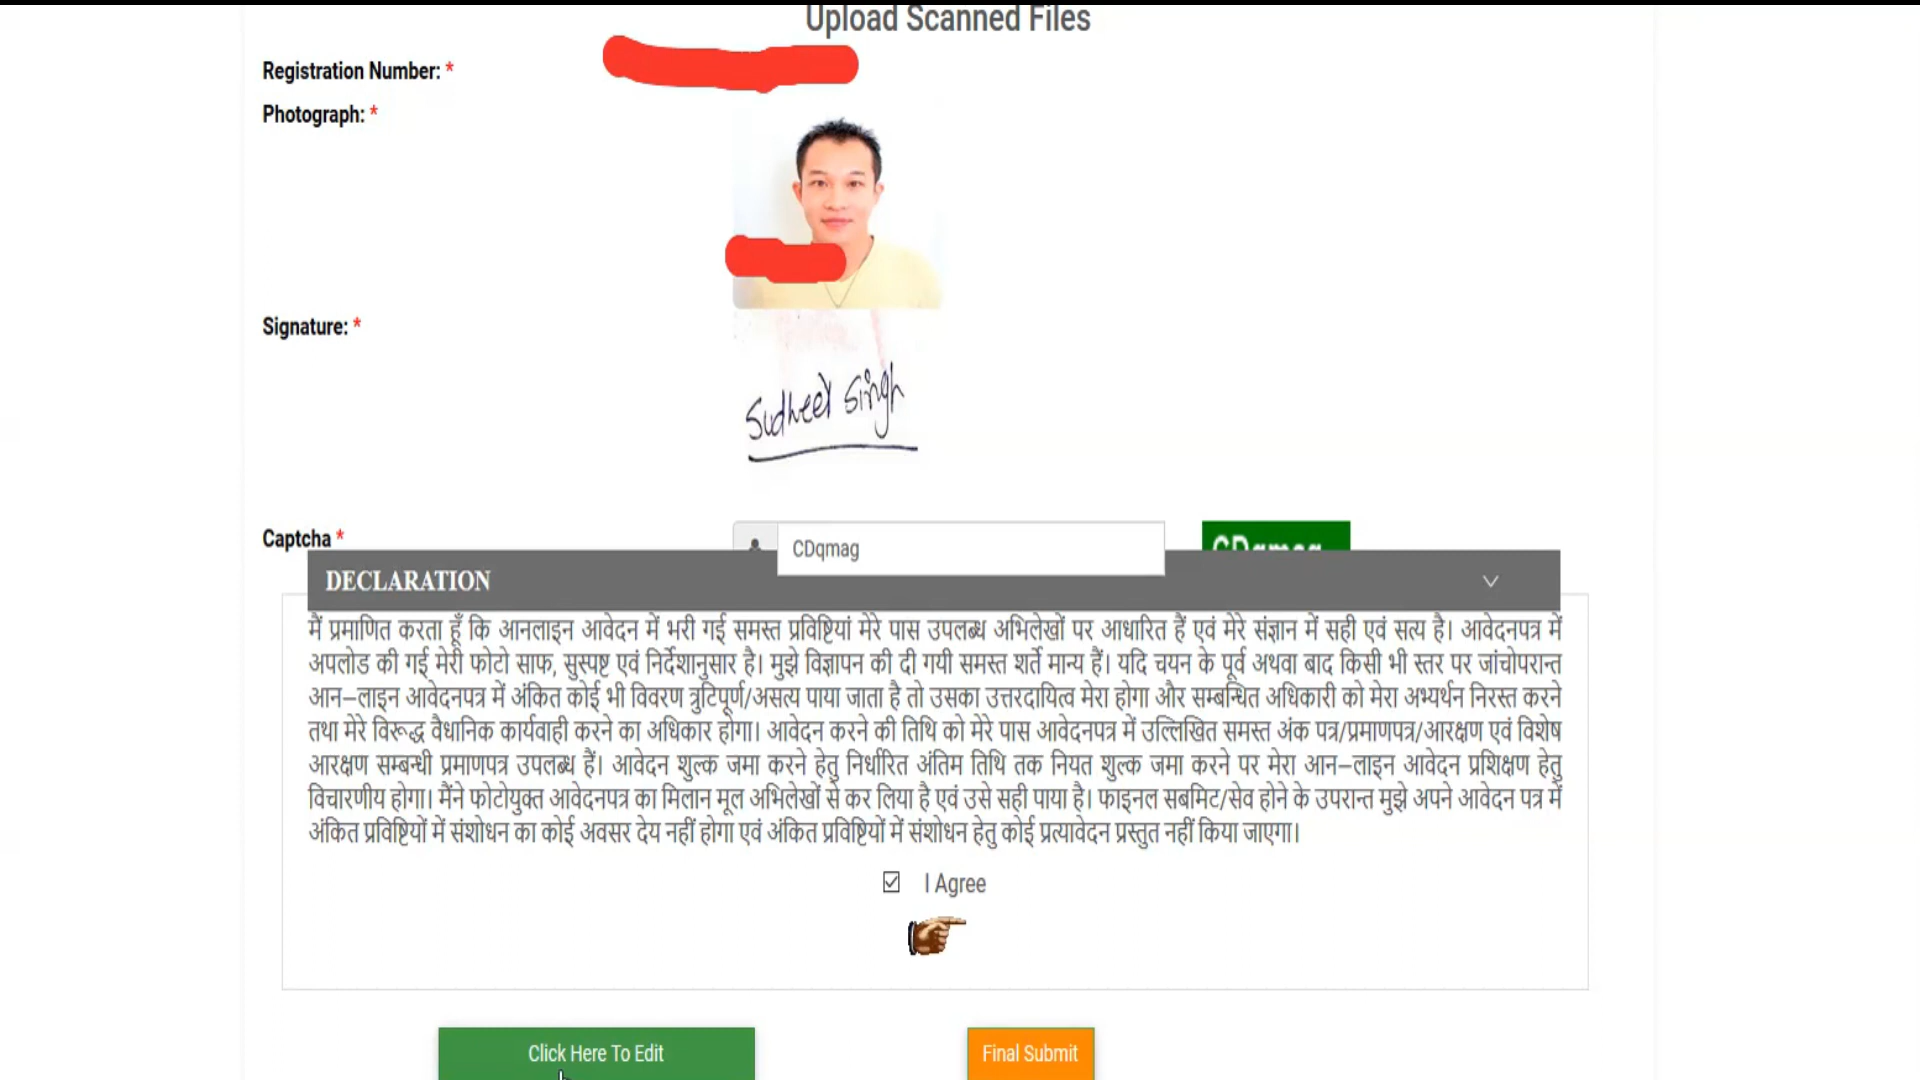 Upload Scanned Files
Registration Number: *
Photograph: *
Signature: *
Sudheer Singh
Captcha *
CDqmag
CDqmag
DECLARATION
मैं प्रमाणित करता हूँ कि आनलाइन आवेदन में भरी गई समस्त प्रविष्टियां मेरे पास उपलब्ध अभिलेखों पर आधारित हैं एवं मेरे संज्ञान में सही एवं सत्य है। आवेदनपत्र में
अपलोड की गई मेरी फोटो साफ, सुस्पष्ट एवं निर्देशानुसार है। मुझे विज्ञापन की दी गयी समस्त शर्ते मान्य हैं। यदि चयन के पूर्व अथवा बाद किसी भी स्तर पर जांचोपरान्त
आन–लाइन आवेदनपत्र में अंकित कोई भी विवरण त्रुटिपूर्ण/असत्य पाया जाता है तो उसका उत्तरदायित्व मेरा होगा और सम्बन्धित अधिकारी को मेरा अभ्यर्थन निरस्त करने
तथा मेरे विरूद्ध वैधानिक कार्यवाही करने का अधिकार होगा। आवेदन करने की तिथि को मेरे पास आवेदनपत्र में उल्लिखित समस्त अंक पत्र/प्रमाणपत्र/आरक्षण एवं विशेष
आरक्षण सम्बन्धी प्रमाणपत्र उपलब्ध हैं। आवेदन शुल्क जमा करने हेतु निर्धारित अंतिम तिथि तक नियत शुल्क जमा करने पर मेरा आन–लाइन आवेदन प्रशिक्षण हेतु
विचारणीय होगा। मैंने फोटोयुक्त आवेदनपत्र का मिलान मूल अभिलेखों से कर लिया है एवं उसे सही पाया है। फाइनल सबमिट/सेव होने के उपरान्त मुझे अपने आवेदन पत्र में
अंकित प्रविष्टियों में संशोधन का कोई अवसर देय नहीं होगा एवं अंकित प्रविष्टियों में संशोधन हेतु कोई प्रत्यावेदन प्रस्तुत नहीं किया जाएगा।
I Agree
Click Here To Edit
Final Submit